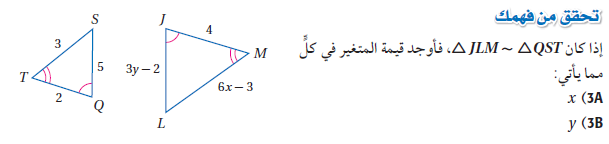 تحقق من فهمك
إذا كان △JLM ~ △QST، فأوجد قيمة المتغير في كلٍّ
مما يأتي:
x (3A
y (3B
S
3
5
T
2
Q
J
4
M
3y − 2
6x − 3
L